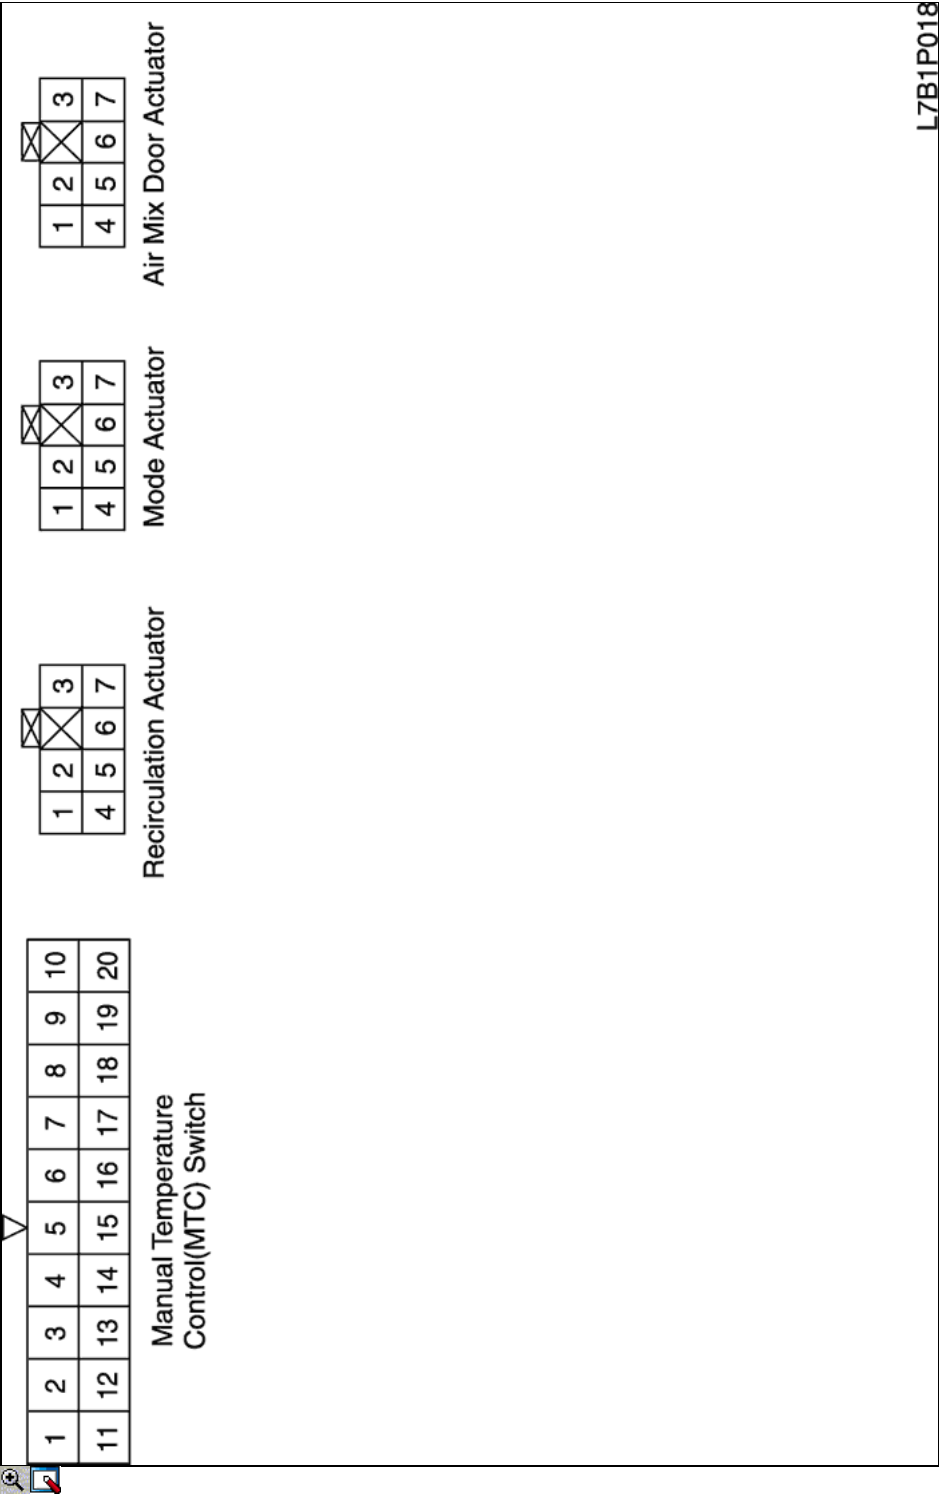 1 2 3 4 5 6 7 8 9 10
11 12 13 14 15 16 17 18 19 20
Manual Temperature
Control(MTC) Switch
1 2 3
4 5 6 7
Recirculation Actuator
1 2 3
4 5 6 7
Mode Actuator
1 2 3
4 5 6 7
Air Mix Door Actuator
L7B1P018